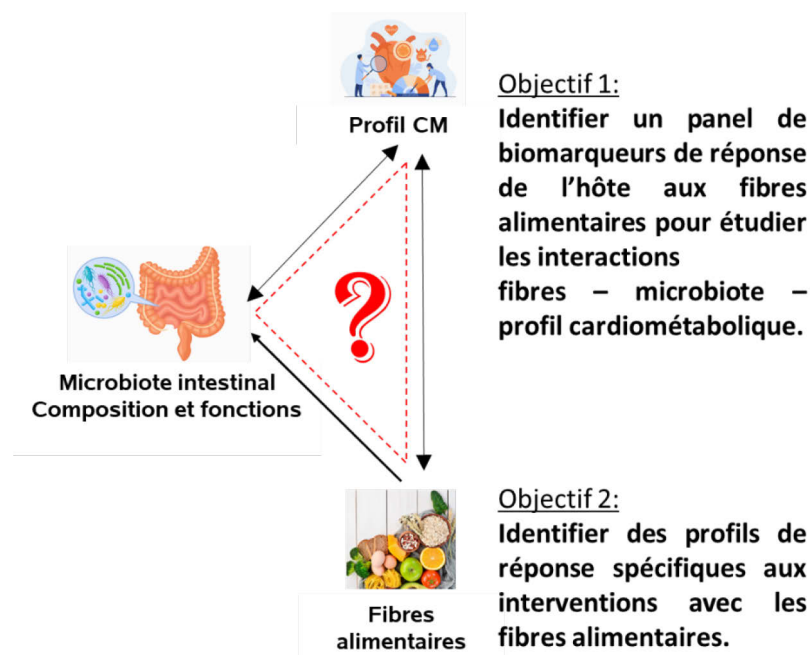 Profil CM
Objectif 1:
Identifier un panel de
biomarqueurs de réponse
de l'hôte aux fibres
alimentaires pour étudier
les interactions
fibres – microbiote –
profil cardiométabolique.
?
Microbiote intestinal
Composition et fonctions
Fibres
alimentaires
Objectif 2:
Identifier des profils de
réponse spécifiques aux
interventions avec les
fibres alimentaires.